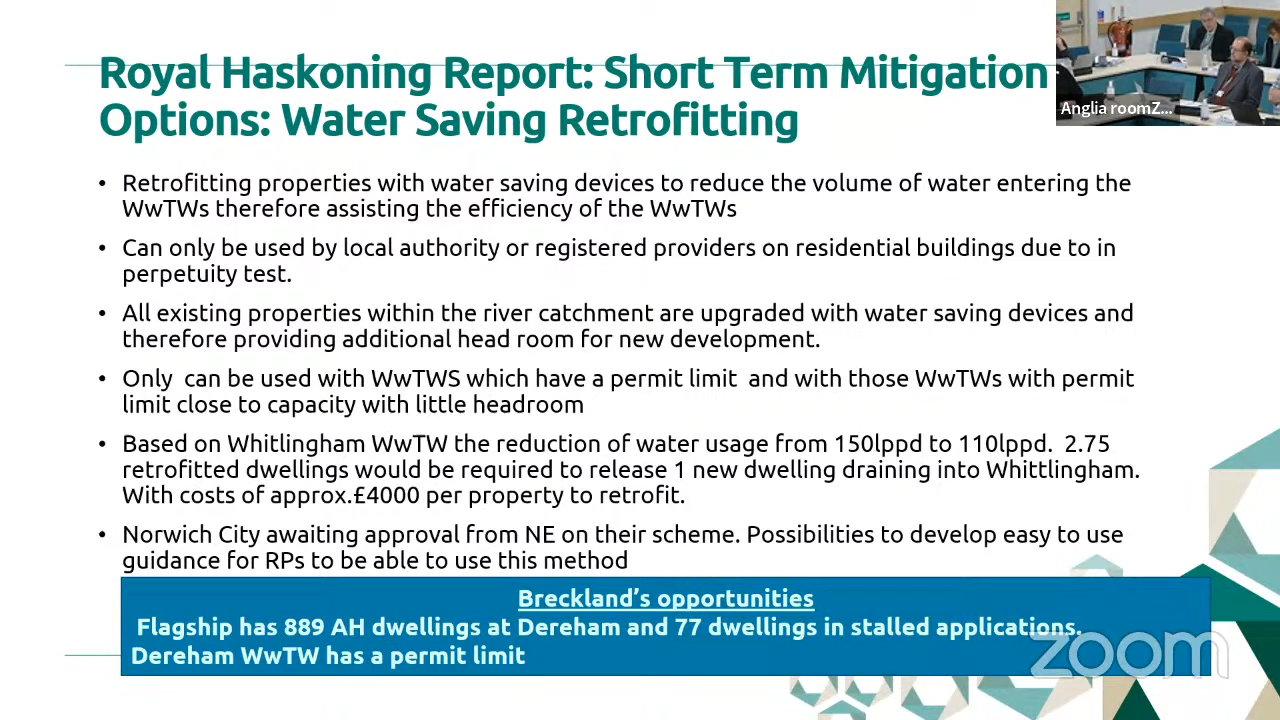 Royal Haskoning Report: Short Term Mitigation
Options: Water Saving Retrofitting
Anglia roomZ...
• Retrofitting properties with water saving devices to reduce the volume of water entering the
WwTWs therefore assisting the efficiency of the WwTWs
• Can only be used by local authority or registered providers on residential buildings due to in
perpetuity test.
• All existing properties within the river catchment are upgraded with water saving devices and
therefore providing additional head room for new development.
• Only  can be used with WwTWS which have a permit limit  and with those WwTWs with permit
limit close to capacity with little headroom
• Based on Whitlingham WwTW the reduction of water usage from 150lppd to 110lppd.  2.75
retrofitted dwellings would be required to release 1 new dwelling draining into Whittlingham.
With costs of approx.£4000 per property to retrofit.
• Norwich City awaiting approval from NE on their scheme. Possibilities to develop easy to use
guidance for RPs to be able to use this method
Breckland's opportunities
Flagship has 889 AH dwellings at Dereham and 77 dwellings in stalled applications.
Dereham WwTW has a permit limit
zoom